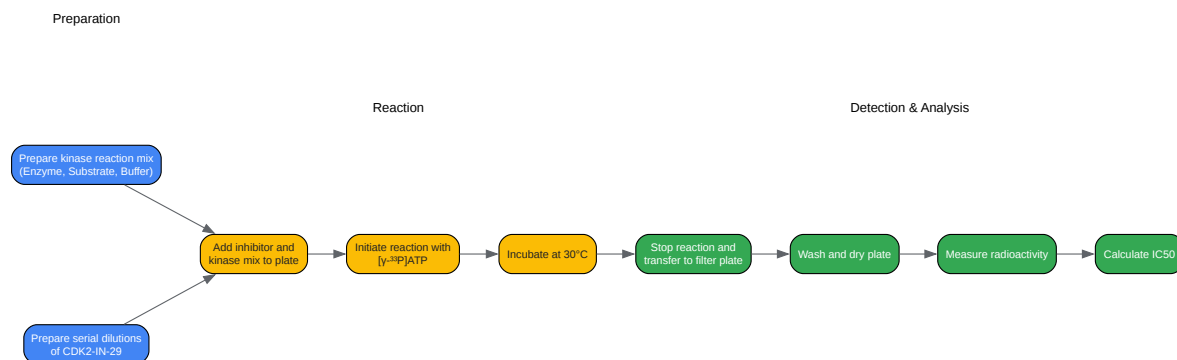 Preparation
Reaction
Detection & Analysis
Prepare kinase reaction mix
(Enzyme, Substrate, Buffer)
Add inhibitor and
kinase mix to plate
Initiate reaction with
[γ-³³P]ATP
Incubate at 30°C
Stop reaction and
transfer to filter plate
Wash and dry plate
Measure radioactivity
Calculate IC50
Prepare serial dilutions
of CDK2-IN-29